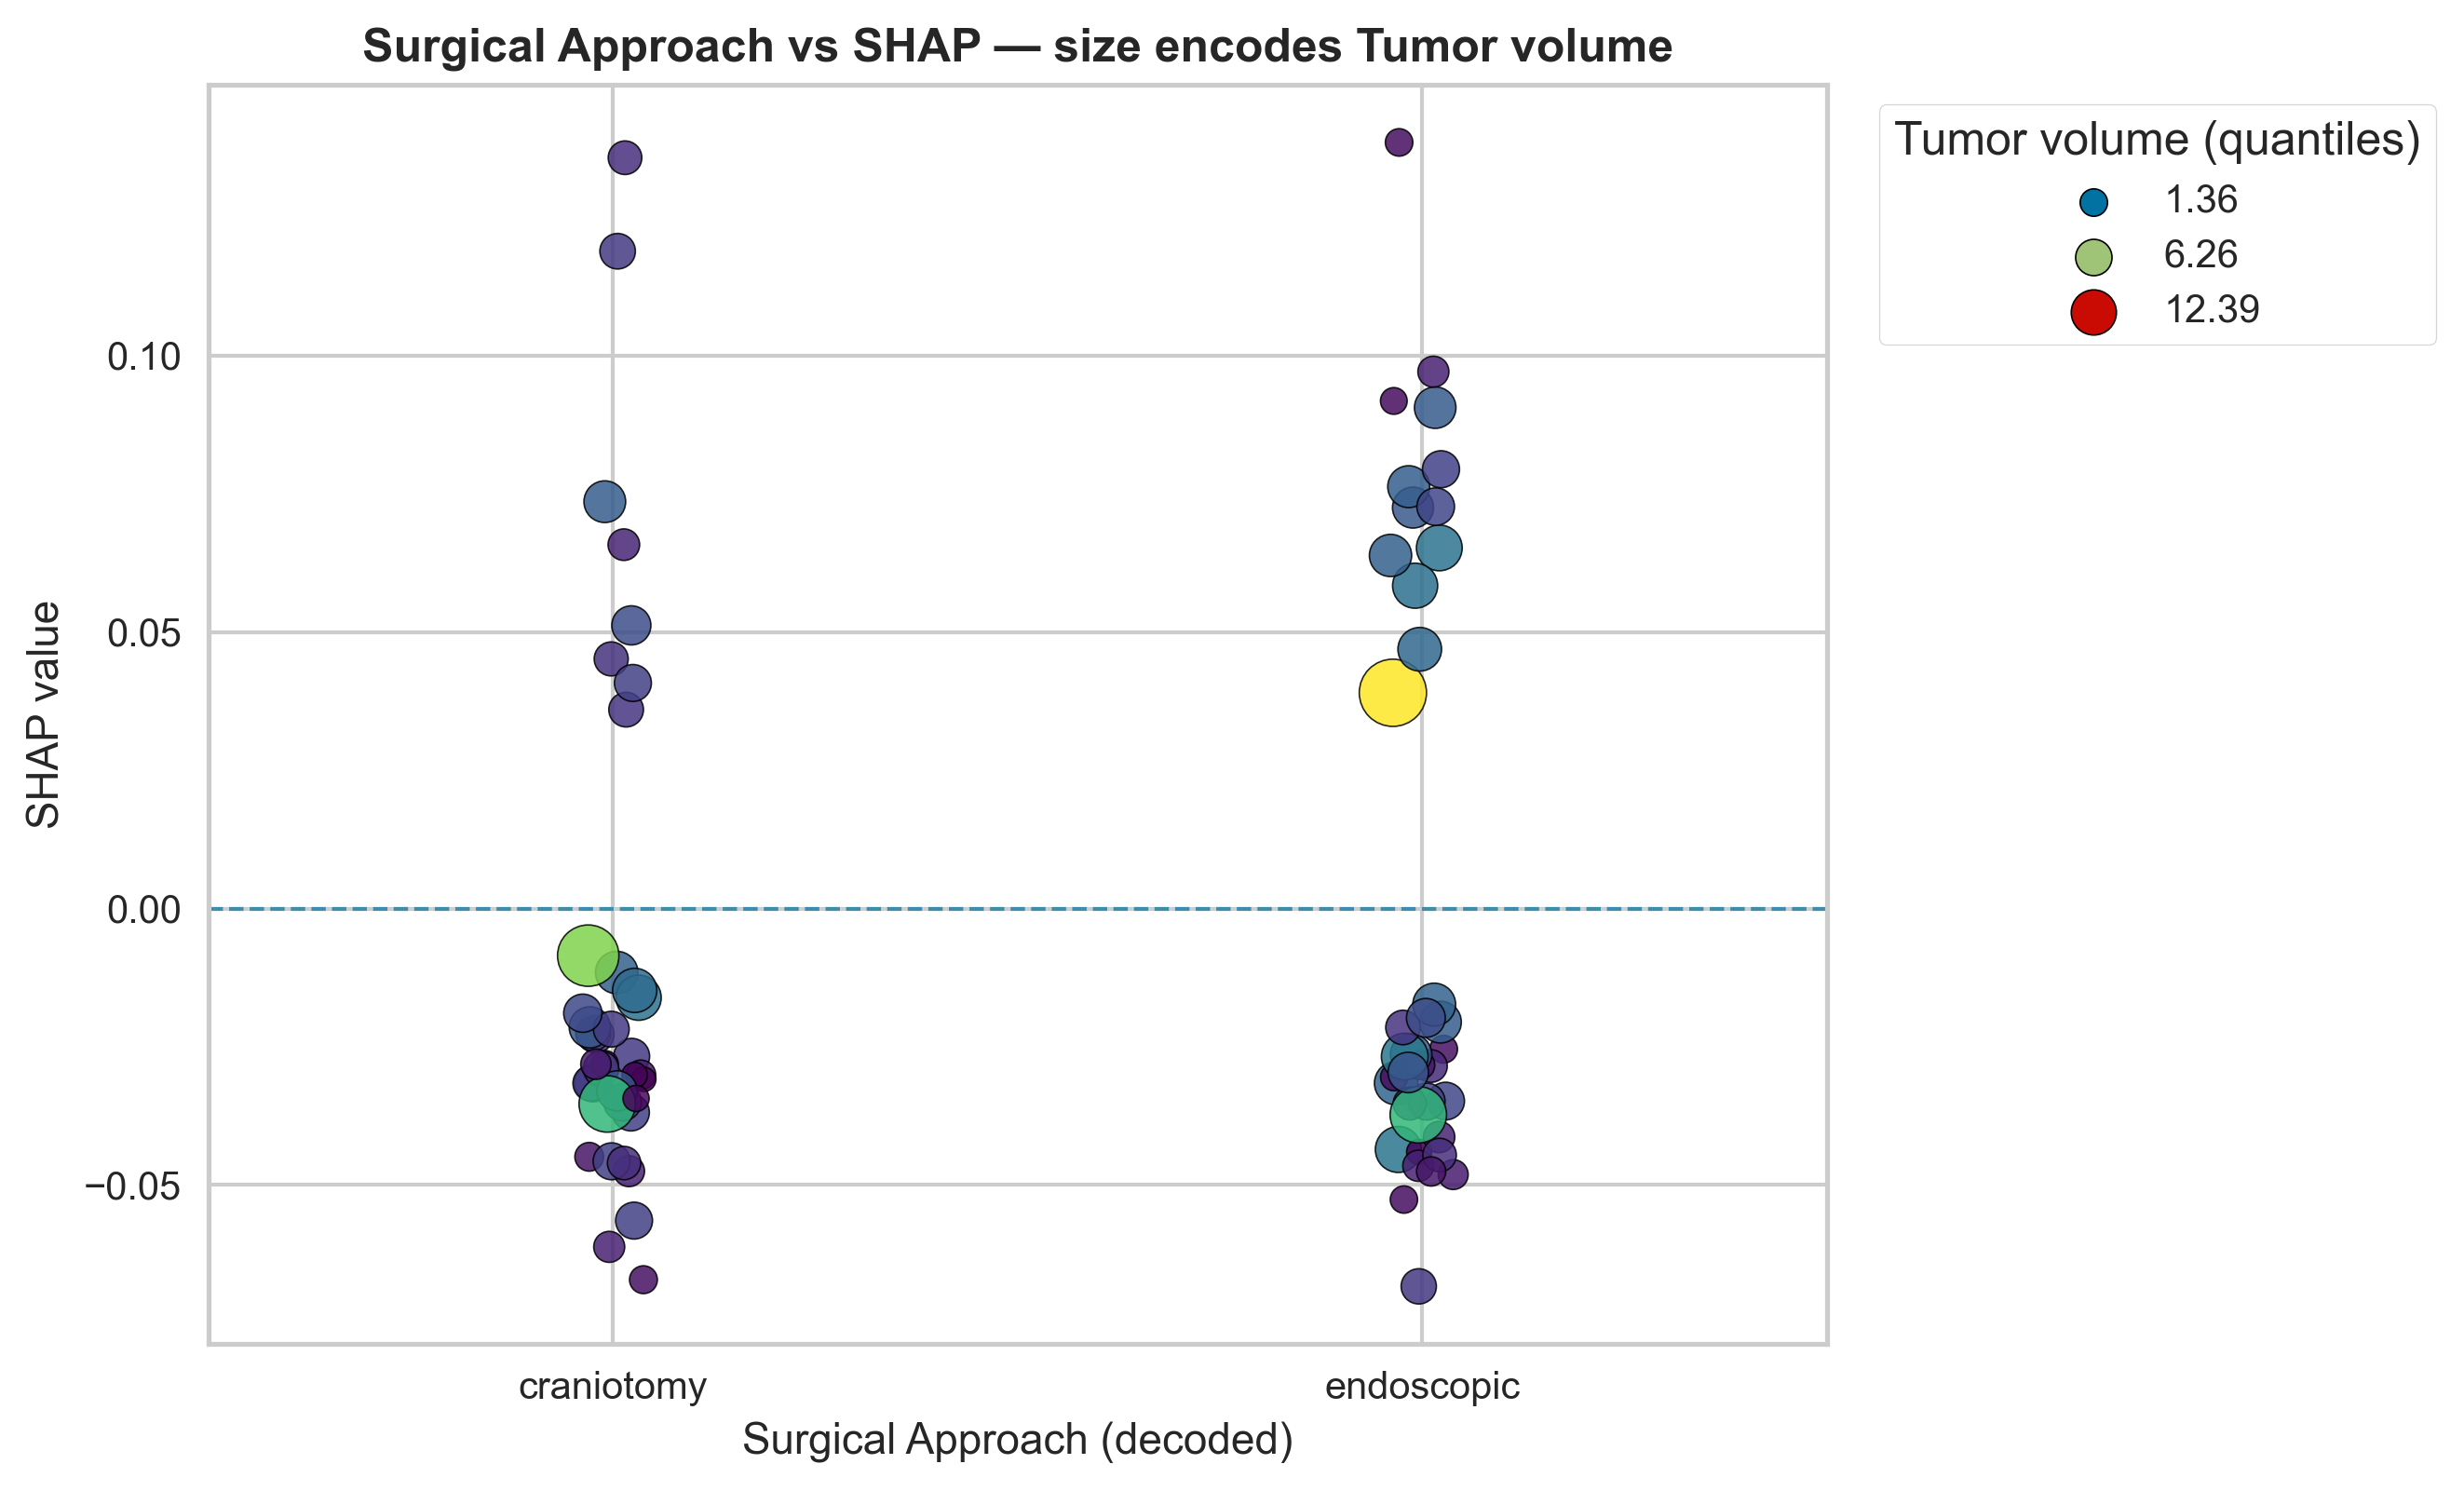 Surgical Approach vs SHAP — size encodes Tumor volume
Tumor volume (quantiles)
1.36
6.26
12.39
SHAP value
0.10
0.05
0.00
−0.05
craniotomy
endoscopic
Surgical Approach (decoded)